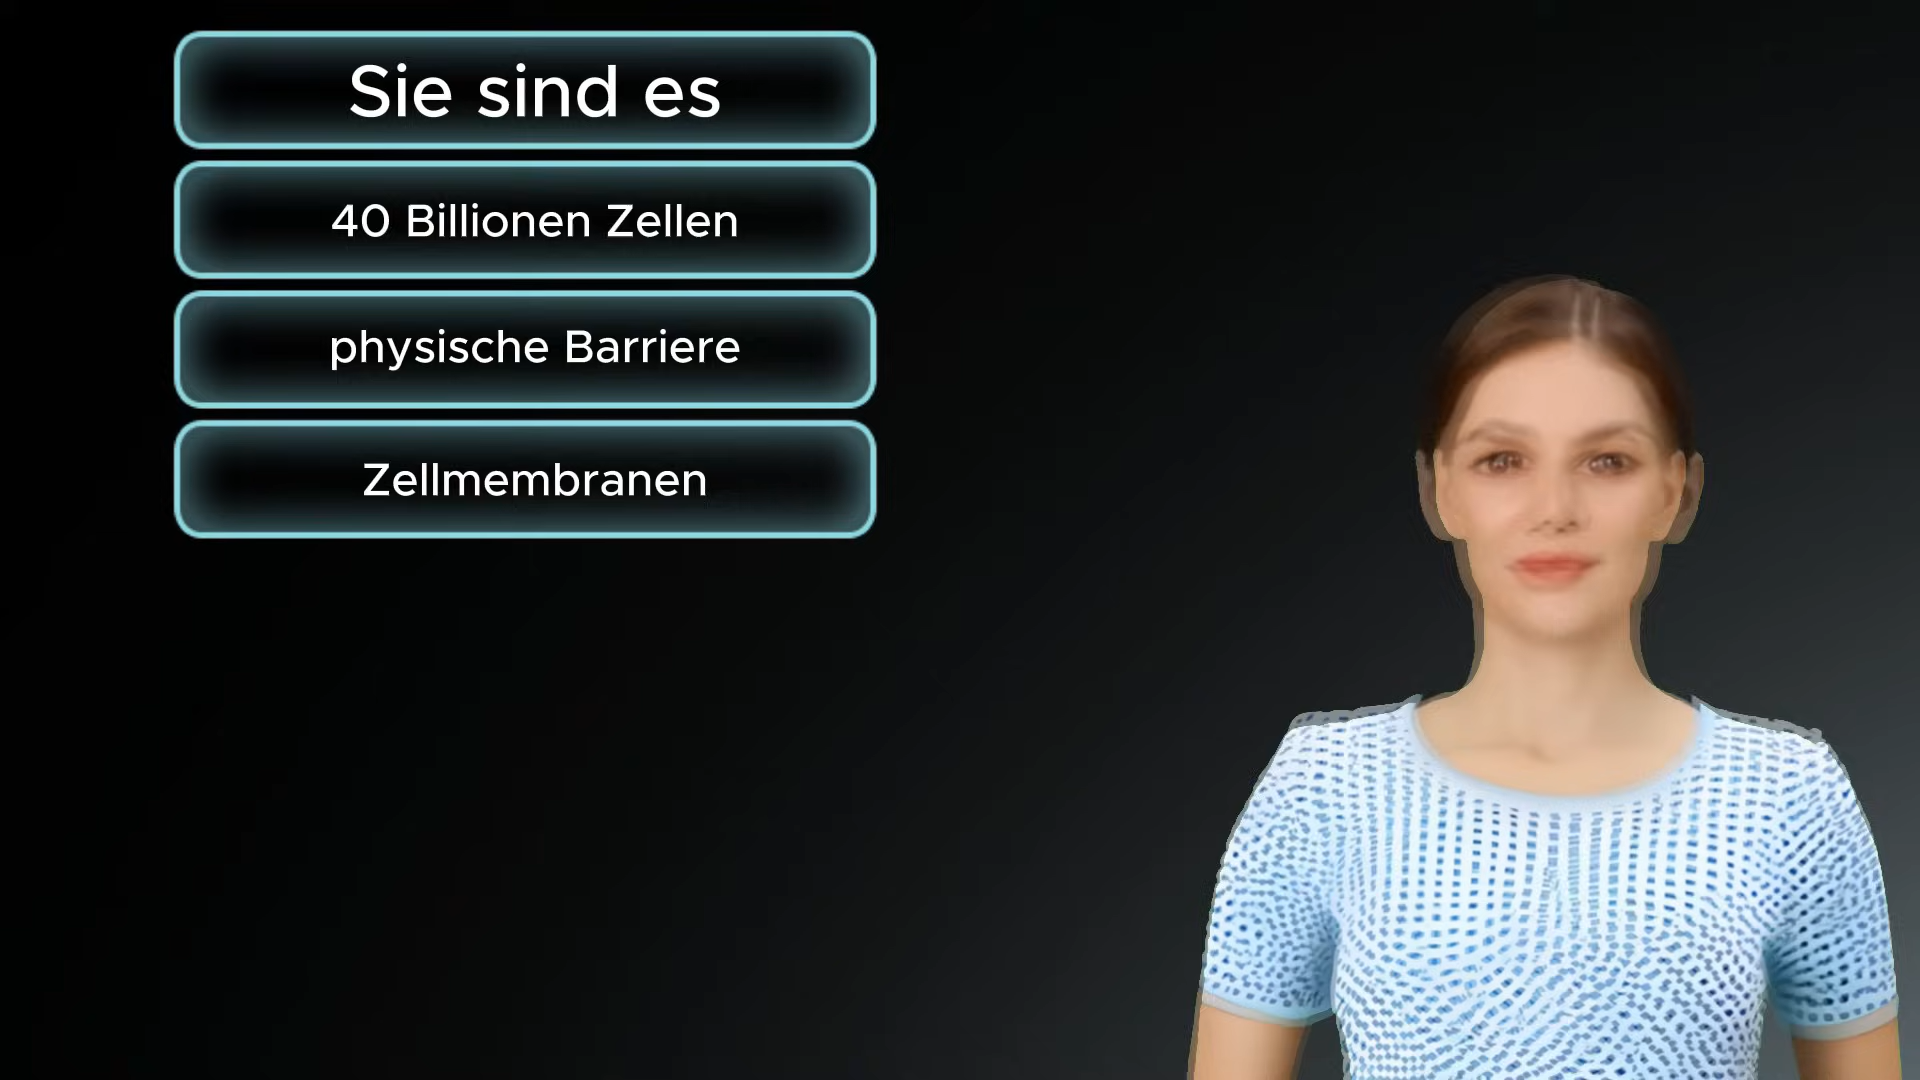 Sie sind es
40 Billionen Zellen
physische Barriere
Zellmembranen